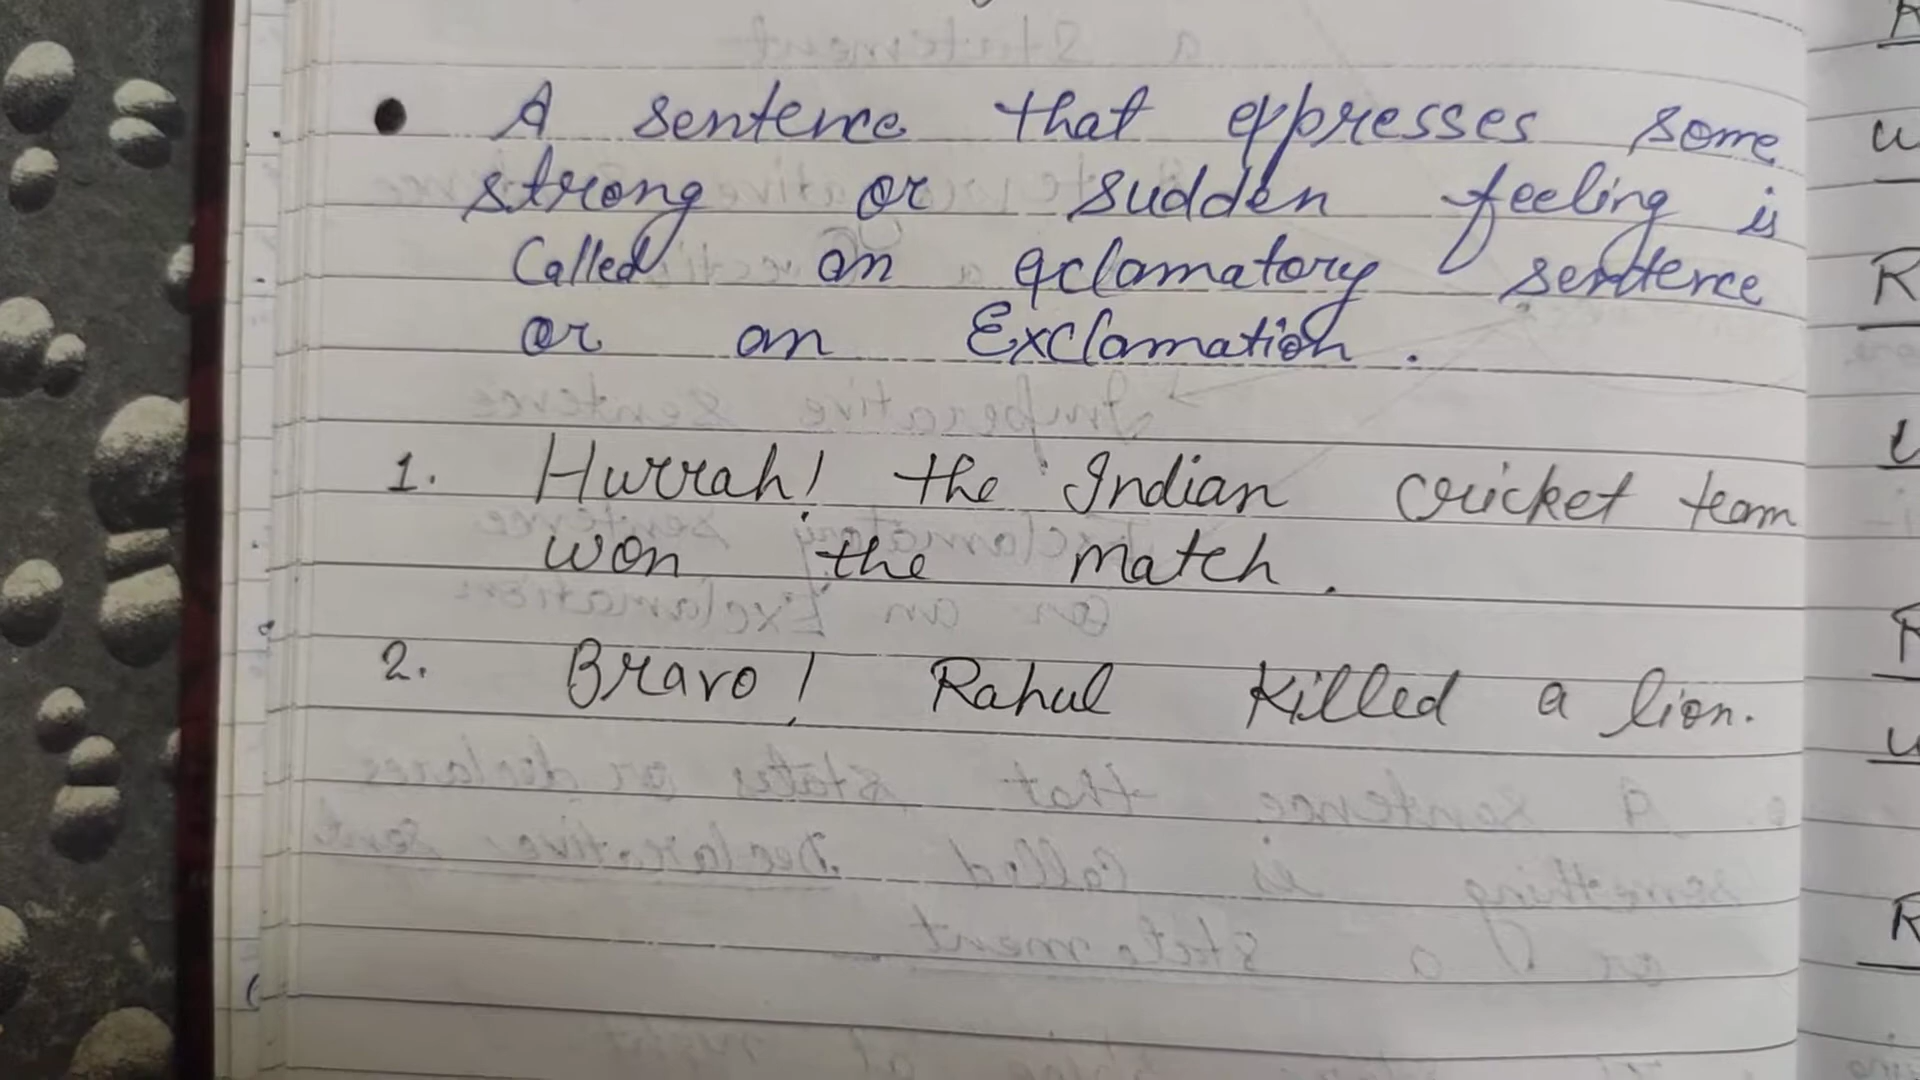 • A sentence that expresses some
strong or sudden feeling is
Called an exclamatory sentence
or an Exclamation.
1. Hurrah! the Indian cricket team
won the match.
2. Bravo! Rahul Killed a lion.